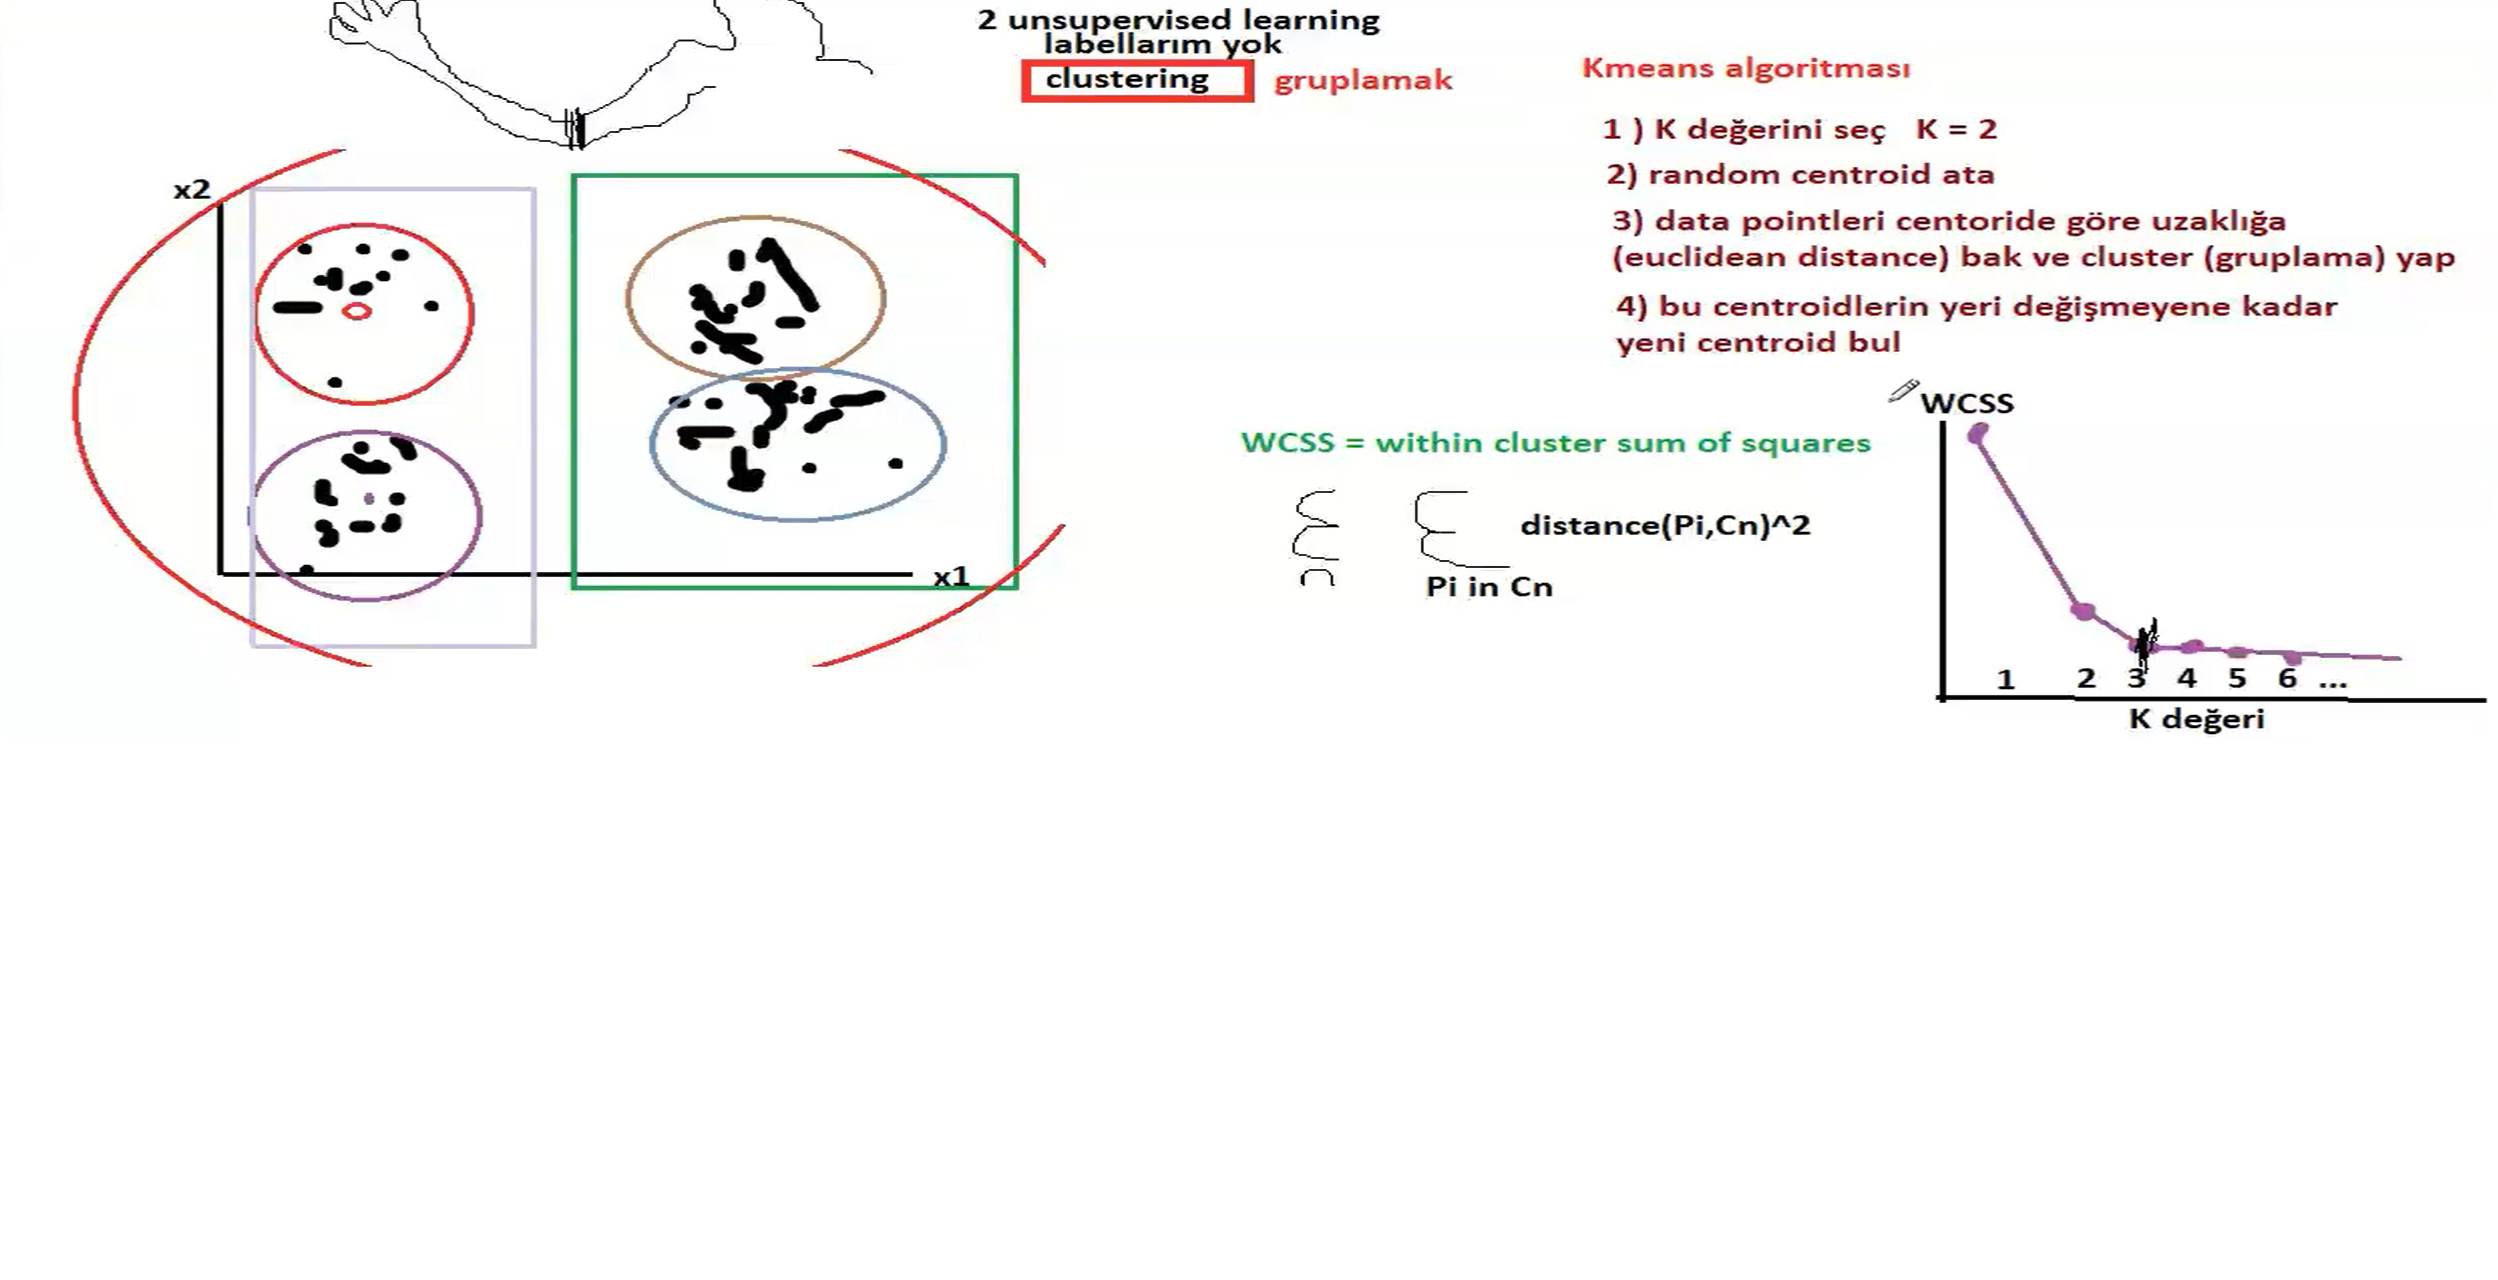 2 unsupervised learning
labellarım yok
clustering
gruplamak
Kmeans algoritması
1 ) K değerini seç K = 2
2) random centroid ata
3) data pointleri centoride göre uzaklığa
(euclidean distance) bak ve cluster (gruplama) yap
4) bu centroidlerin yeri değişmeyene kadar
yeni centroid bul
x2
x1
WCSS = within cluster sum of squares
Σ Σ distance(Pi,Cn)^2
n Pi in Cn
WCSS
1 2 3 4 5 6 ...
K değeri